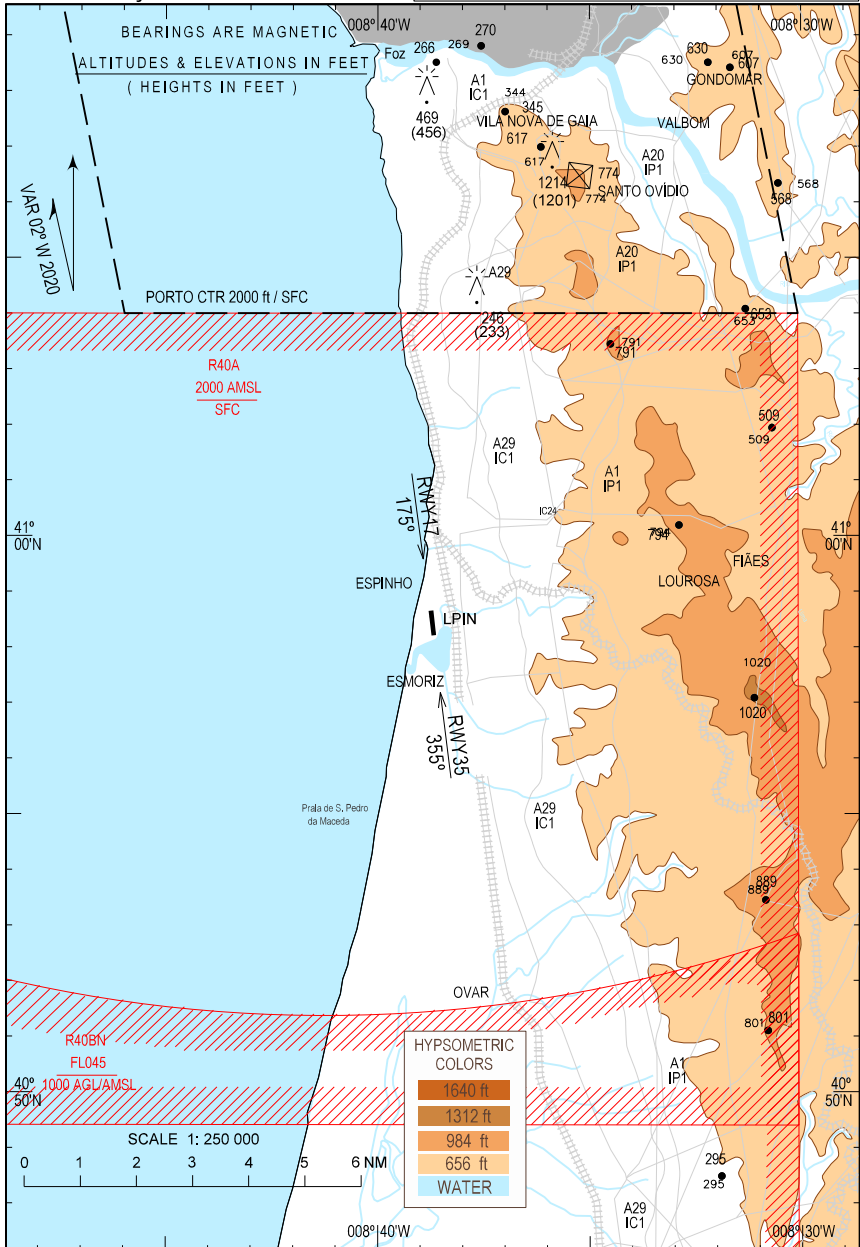 BEARINGS ARE MAGNETIC
ALTITUDES & ELEVATIONS IN FEET
( HEIGHTS IN FEET )
008º 40'W
008º 30'W
VAR 02º W 2020
Foz
266
269
270
469
(456)
A1
IC1
344
345
VILA NOVA DE GAIA
617
617
1214
(1201)
774
774
SANTO OVÍDIO
630
630
607
607
GONDOMAR
VALBOM
A20
IP1
568
568
A20
IP1
A29
246
(233)
PORTO CTR 2000 ft / SFC
653
653
R40A
2000 AMSL
SFC
791
791
509
509
A29
IC1
A1
IP1
RWY17
175º
IC24
794
794
41º
00'N
41º
00'N
FIÃES
LOUROSA
ESPINHO
LPIN
ESMORIZ
1020
1020
RWY35
355º
Praia de S. Pedro
da Maceda
A29
IC1
889
889
OVAR
801
801
R40BN
FL045
1000 AGL/AMSL
A1
IP1
40º
50'N
40º
50'N
HYPSOMETRIC
COLORS
1640 ft
1312 ft
984 ft
656 ft
WATER
SCALE 1: 250 000
0 1 2 3 4 5 6 NM
295
295
A29
IC1
008º 40'W
008º 30'W